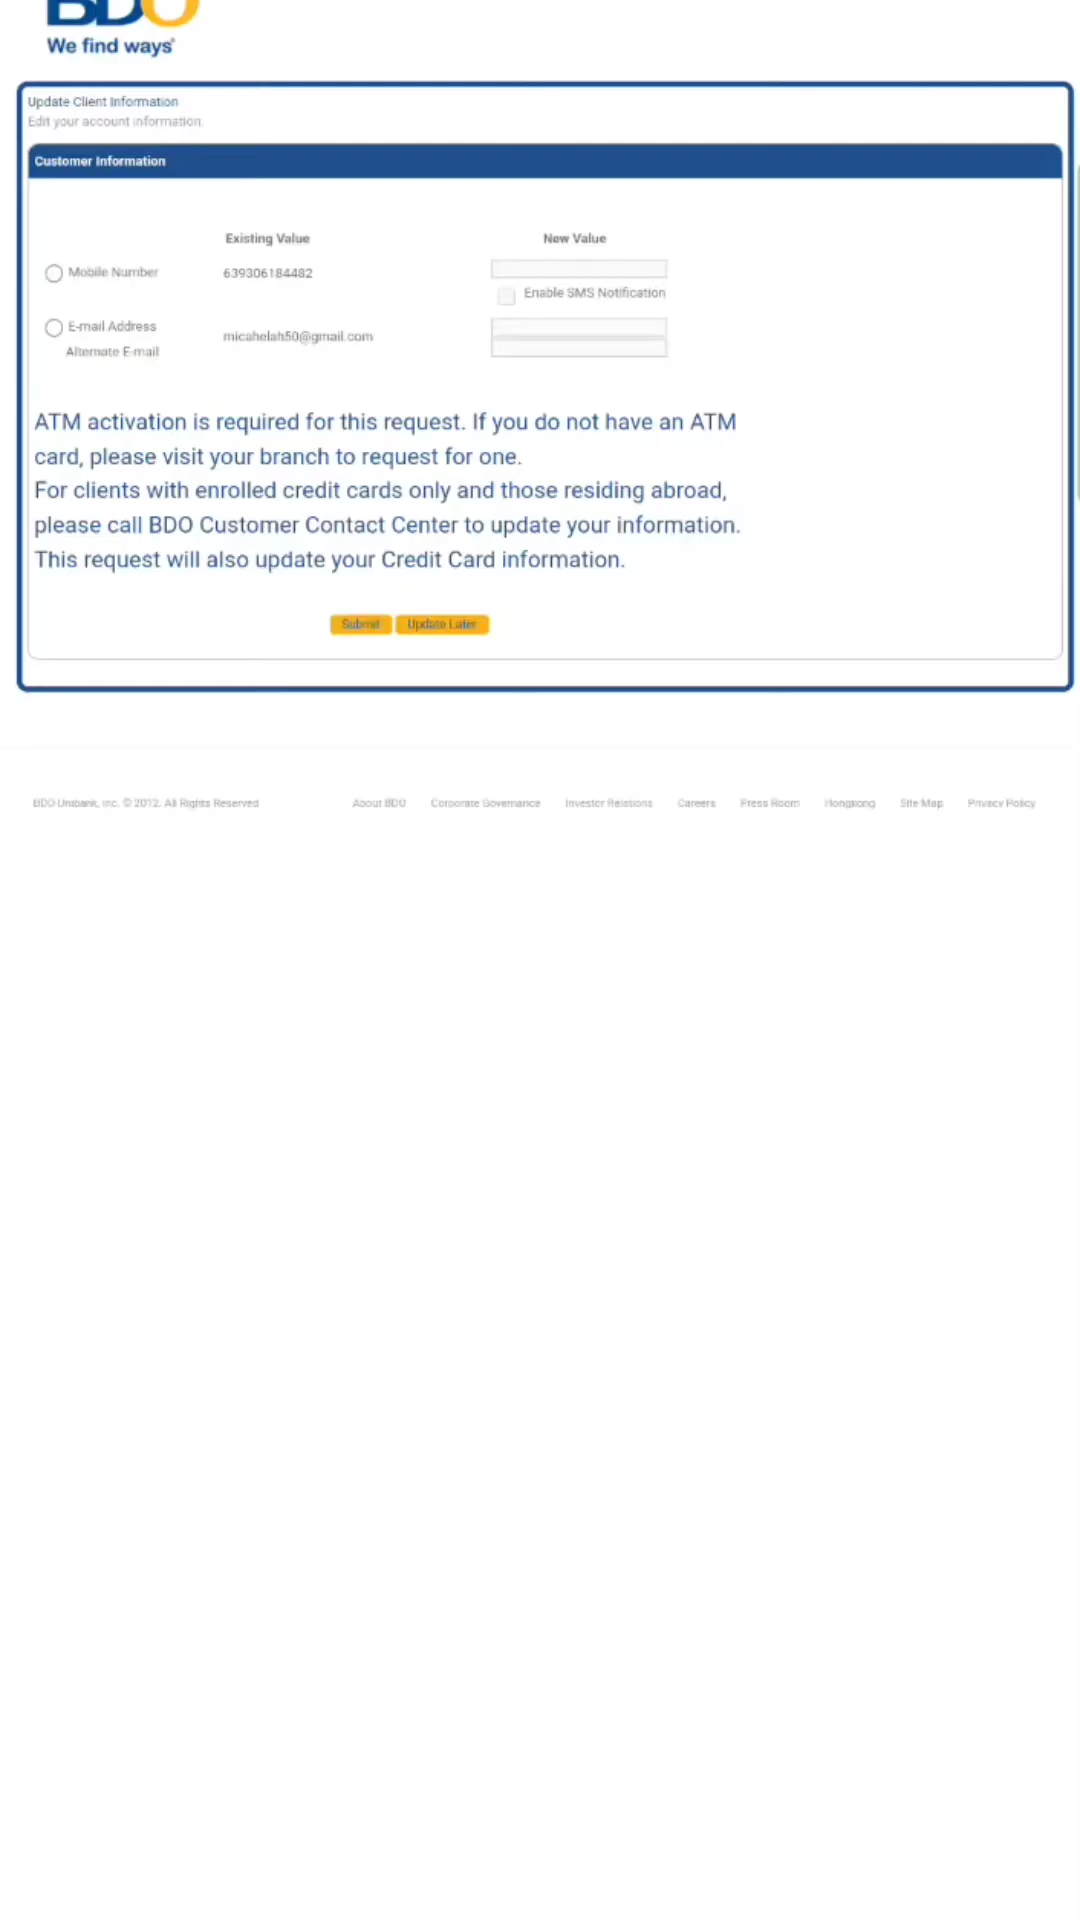 BDO
We find ways®
Update Client Information
Edit your account information.
Customer Information
Existing Value New Value
Mobile Number 639306184482
Enable SMS Notification
E-mail Address
micahelah50@gmail.com
Alternate E-mail
ATM activation is required for this request. If you do not have an ATM
card, please visit your branch to request for one.
For clients with enrolled credit cards only and those residing abroad,
please call BDO Customer Contact Center to update your information.
This request will also update your Credit Card information.
Submit Update Later
BDO Unibank, Inc. © 2012. All Rights Reserved About BDO Corporate Governance Investor Relations Careers Press Room Hongkong Site Map Privacy Policy